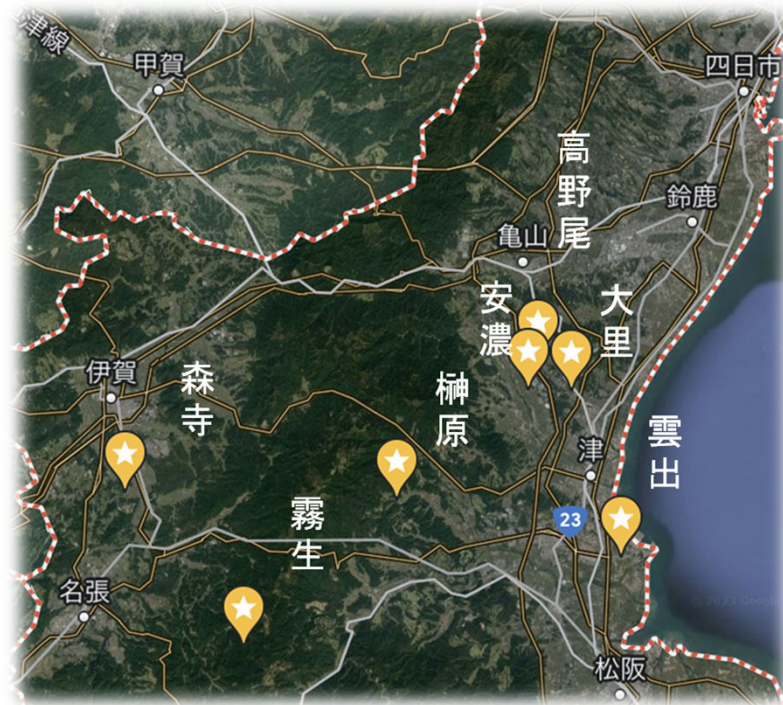 津線
甲賀
四日市
高野尾
鈴鹿
亀山
安濃
大里
伊賀
森寺
榊原
雲出
津
霧生
23
名張
松阪